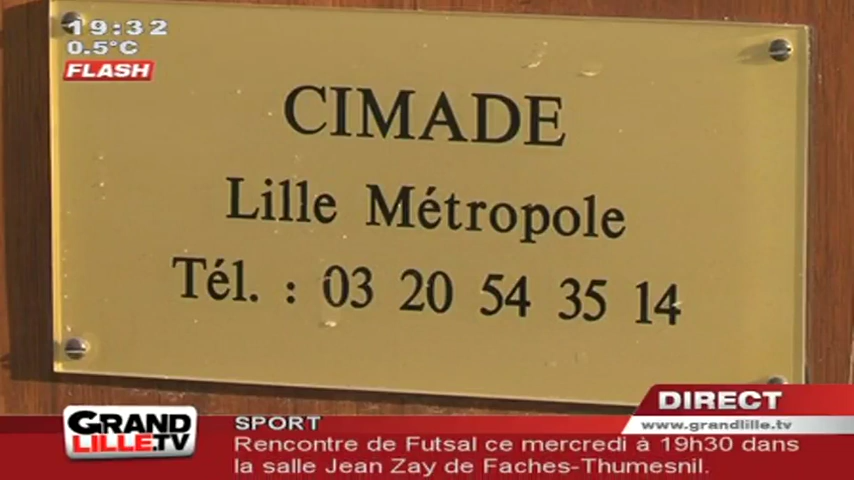 19:32
0.5°C
FLASH
CIMADE
Lille Métropole
Tél. : 03 20 54 35 14
DIRECT
www.grandlille.tv
GRAND
LILLE.TV
SPORT
Rencontre de Futsal ce mercredi à 19h30 dans
la salle Jean Zay de Faches-Thumesnil.